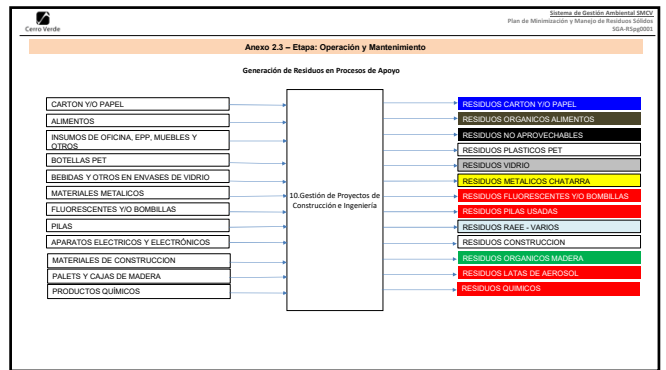 Sistema de Gestión Ambiental SMCV
Plan de Minimización y Manejo de Residuos Sólidos
SGA-RSpg0001
Cerro Verde
Anexo 2.3 – Etapa: Operación y Mantenimiento
Generación de Residuos en Procesos de Apoyo
CARTON Y/O PAPEL
ALIMENTOS
INSUMOS DE OFICINA, EPP, MUEBLES Y
OTROS
BOTELLAS PET
BEBIDAS Y OTROS EN ENVASES DE VIDRIO
MATERIALES METALICOS
FLUORESCENTES Y/O BOMBILLAS
PILAS
APARATOS ELECTRICOS Y ELECTRÓNICOS
MATERIALES DE CONSTRUCCION
PALETS Y CAJAS DE MADERA
PRODUCTOS QUÍMICOS
10.Gestión de Proyectos de
Construcción e Ingeniería
RESIDUOS CARTON Y/O PAPEL
RESIDUOS ORGANICOS ALIMENTOS
RESIDUOS NO APROVECHABLES
RESIDUOS PLASTICOS PET
RESIDUOS VIDRIO
RESIDUOS METALICOS CHATARRA
RESIDUOS FLUORESCENTES Y/O BOMBILLAS
RESIDUOS PILAS USADAS
RESIDUOS RAEE - VARIOS
RESIDUOS CONSTRUCCION
RESIDUOS ORGANICOS MADERA
RESIDUOS LATAS DE AEROSOL
RESIDUOS QUIMICOS